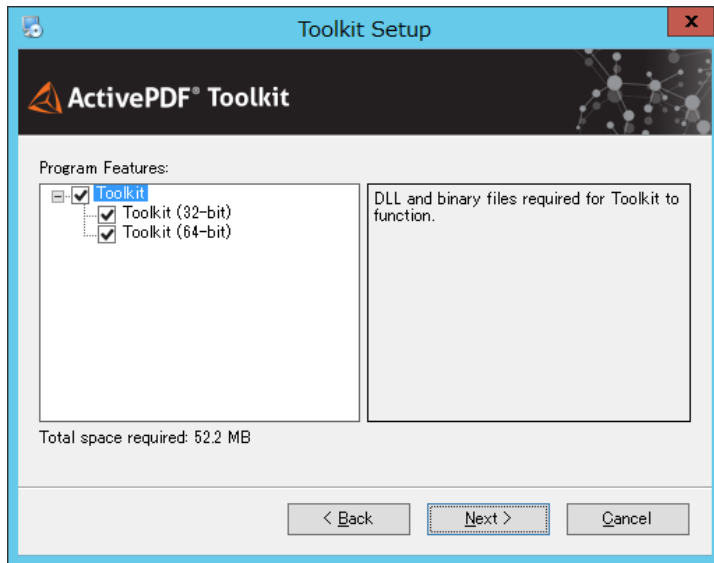 Toolkit Setup
x
ActivePDF® Toolkit
Program Features:
Toolkit
Toolkit (32-bit)
Toolkit (64-bit)
DLL and binary files required for Toolkit to
function.
Total space required: 52.2 MB
< Back
Next >
Cancel